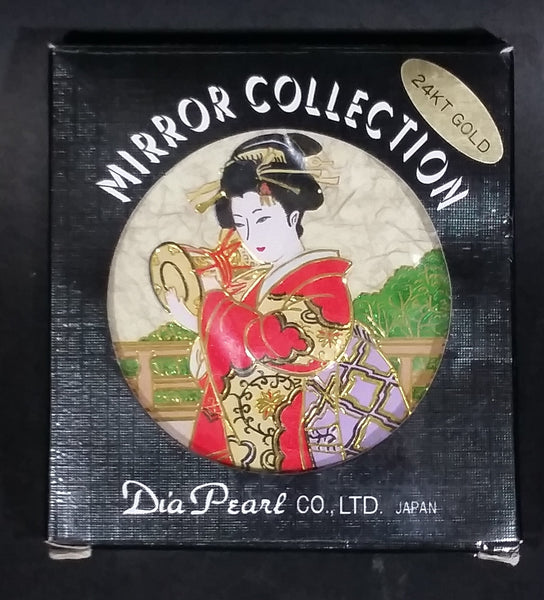 MIRROR COLLECTION
24KT GOLD
Dia Pearl CO., LTD. JAPAN